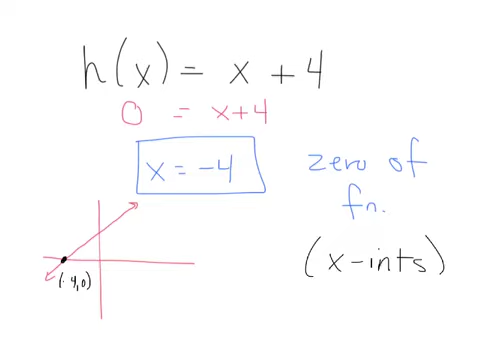 h(x) = x + 4
0 = x+4
x = -4
zero of
fn.
(x-ints)
(-4,0)